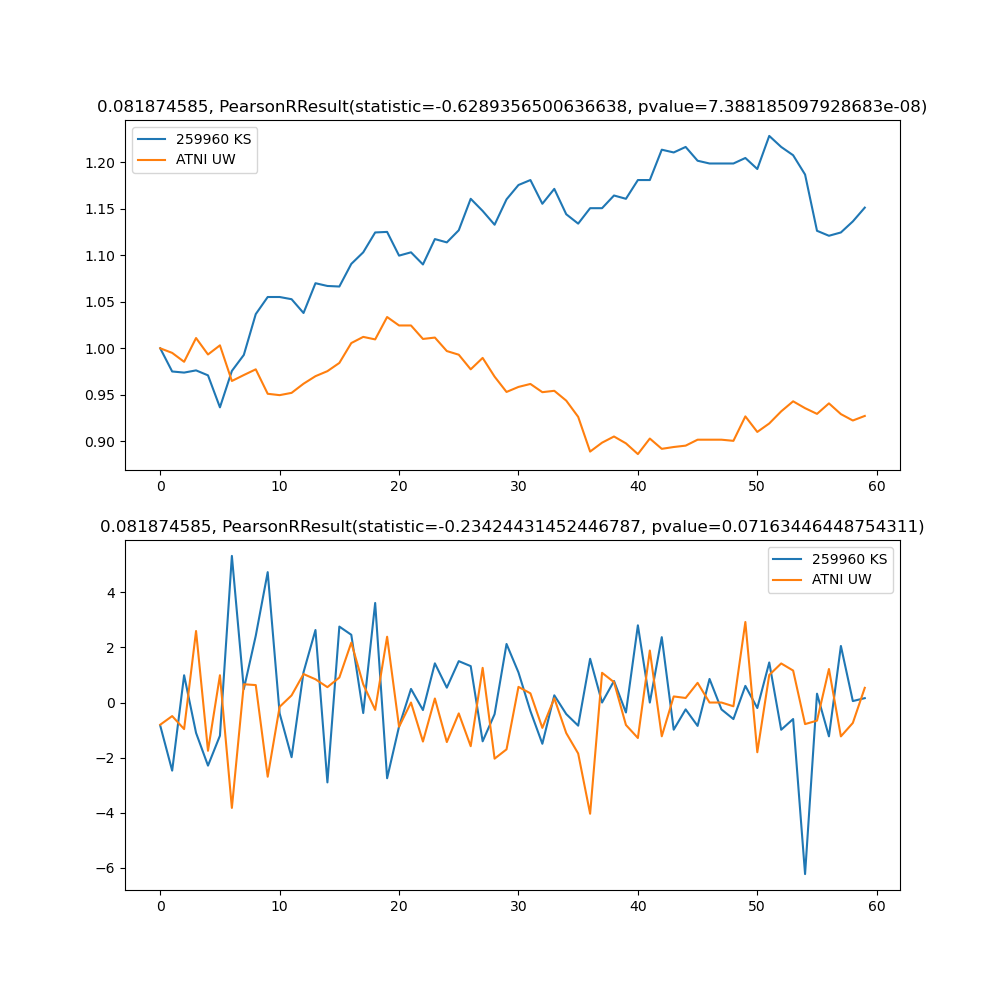 0.081874585, PearsonRResult(statistic=-0.6289356500636638, pvalue=7.388185097928683e-08)
259960 KS
ATNI UW
1.20
1.15
1.10
1.05
1.00
0.95
0.90
0 10 20 30 40 50 60
0.081874585, PearsonRResult(statistic=-0.23424431452446787, pvalue=0.07163446448754311)
259960 KS
ATNI UW
4
2
0
−2
−4
−6
0 10 20 30 40 50 60